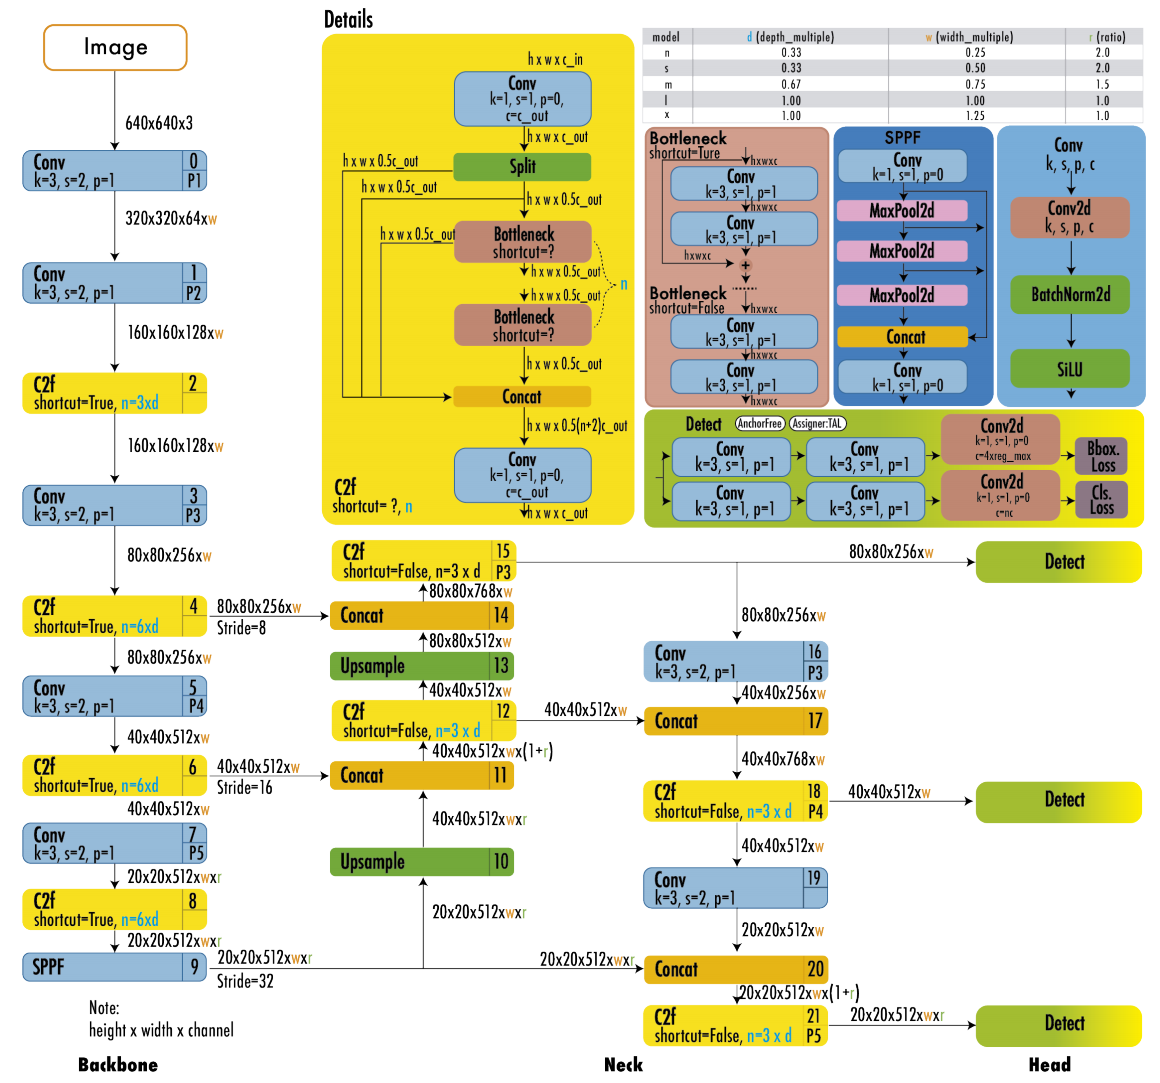 Image
640x640x3
Conv
k=3, s=2, p=1
0
P1
320x320x64xw
Conv
k=3, s=2, p=1
1
P2
160x160x128xw
C2f
shortcut=True, n=3xd
2
160x160x128xw
Conv
k=3, s=2, p=1
3
P3
80x80x256xw
C2f
shortcut=True, n=6xd
4
80x80x256xw
Stride=8
80x80x256xw
Conv
k=3, s=2, p=1
5
P4
40x40x512xw
C2f
shortcut=True, n=6xd
6
40x40x512xw
Stride=16
40x40x512xw
Conv
k=3, s=2, p=1
7
P5
20x20x512xwxr
C2f
shortcut=True, n=6xd
8
20x20x512xwxr
SPPF
9
20x20x512xwxr
Stride=32
Note:
height x width x channel
Backbone
Details
h x w x c_in
Conv
k=1, s=1, p=0,
c=c_out
h x w x c_out
h x w x 0.5c_out
Split
h x w x 0.5c_out
h x w x 0.5c_out
h x w x 0.5c_out
Bottleneck
shortcut=?
h x w x 0.5c_out
n
h x w x 0.5c_out
Bottleneck
shortcut=?
h x w x 0.5c_out
Concat
h x w x 0.5(n+2)c_out
Conv
k=1, s=1, p=0,
c=c_out
h x w x c_out
C2f
shortcut= ?, n
model d (depth_multiple) w (width_multiple) r (ratio)
n 0.33 0.25 2.0
s 0.33 0.50 2.0
m 0.67 0.75 1.5
l 1.00 1.00 1.0
x 1.00 1.25 1.0
Bottleneck
shortcut=Ture
hxwxc
Conv
k=3, s=1, p=1
hxwxc
Conv
k=3, s=1, p=1
hxwxc
+
Bottleneck
shortcut=False
hxwxc
Conv
k=3, s=1, p=1
hxwxc
Conv
k=3, s=1, p=1
hxwxc
SPPF
Conv
k=1, s=1, p=0
MaxPool2d
MaxPool2d
MaxPool2d
Concat
Conv
k=1, s=1, p=0
Conv
k, s, p, c
Conv2d
k, s, p, c
BatchNorm2d
SiLU
Detect
AnchorFree
Assigner:TAL
Conv
k=3, s=1, p=1
Conv
k=3, s=1, p=1
Conv2d
k=1, s=1, p=0
c=4xreg_max
Bbox.
Loss
Conv
k=3, s=1, p=1
Conv
k=3, s=1, p=1
Conv2d
k=1, s=1, p=0
c=nc
Cls.
Loss
C2f
shortcut=False, n=3 x d
15
P3
80x80x256xw
Detect
80x80x768xw
Concat
14
80x80x512xw
Upsample
13
40x40x512xw
C2f
shortcut=False, n=3 x d
12
40x40x512xw
40x40x512xwx(1+r)
Concat
11
40x40x512xwxr
Upsample
10
20x20x512xwxr
20x20x512xwxr
80x80x256xw
Conv
k=3, s=2, p=1
16
P3
40x40x256xw
Concat
17
40x40x768xw
C2f
shortcut=False, n=3 x d
18
P4
40x40x512xw
Detect
40x40x512xw
Conv
k=3, s=2, p=1
19
20x20x512xw
Concat
20
20x20x512xwx(1+r)
C2f
shortcut=False, n=3 x d
21
P5
20x20x512xwxr
Detect
Neck
Head